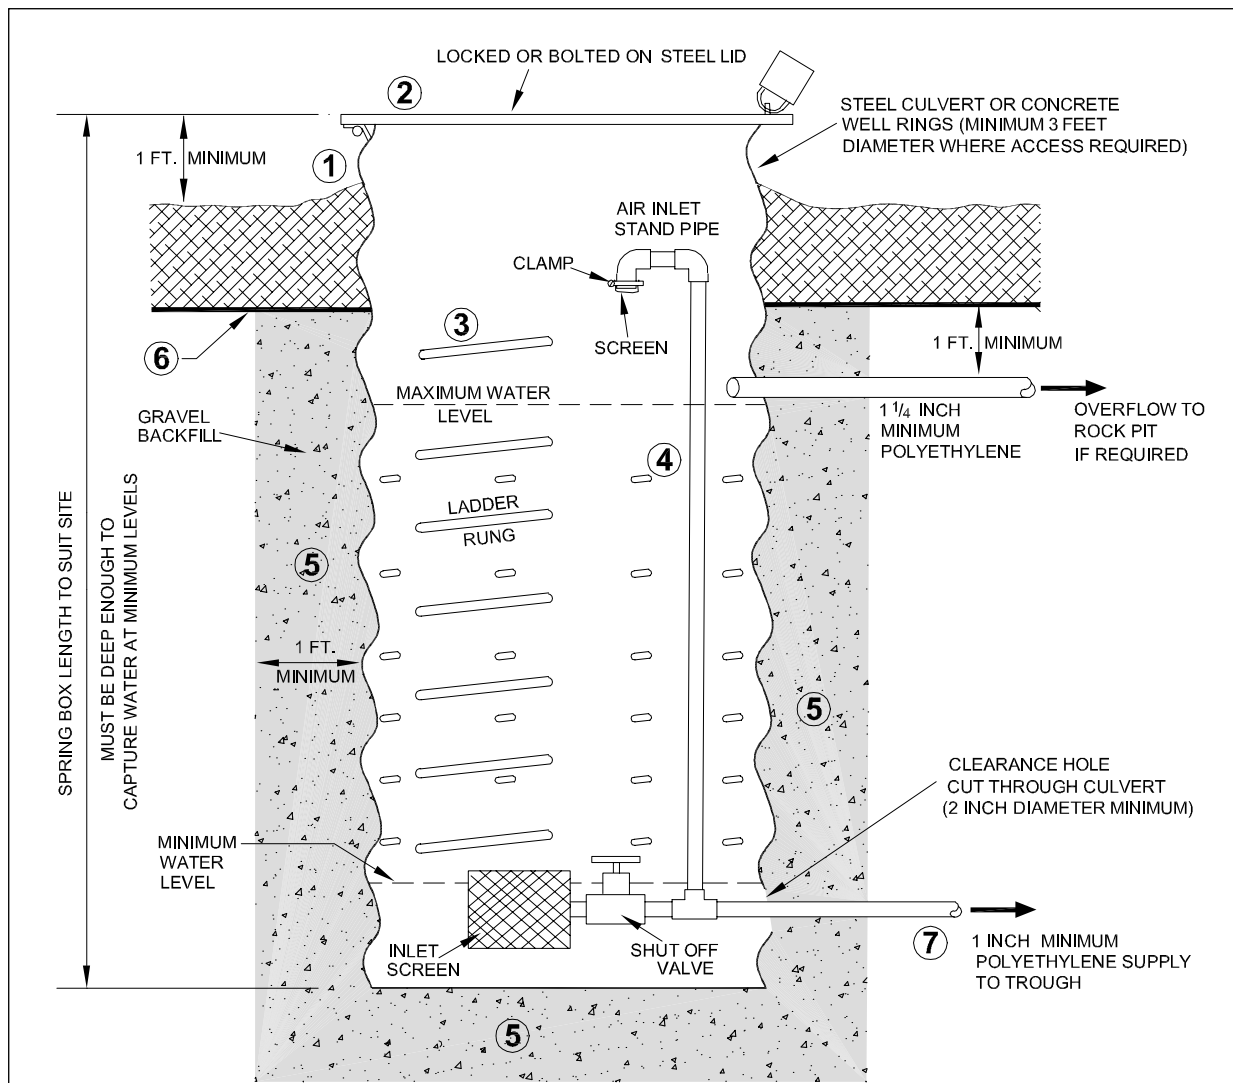 LOCKED OR BOLTED ON STEEL LID
2
STEEL CULVERT OR CONCRETE
WELL RINGS (MINIMUM 3 FEET
DIAMETER WHERE ACCESS REQUIRED)
1 FT. MINIMUM
1
AIR INLET
STAND PIPE
CLAMP
SCREEN
3
6
1 FT. MINIMUM
MAXIMUM WATER
LEVEL
GRAVEL
BACKFILL
1 1/4 INCH
MINIMUM
POLYETHYLENE
OVERFLOW TO
ROCK PIT
IF REQUIRED
4
LADDER
RUNG
5
SPRING BOX LENGTH TO SUIT SITE
MUST BE DEEP ENOUGH TO
CAPTURE WATER AT MINIMUM LEVELS
1 FT.
MINIMUM
5
CLEARANCE HOLE
CUT THROUGH CULVERT
(2 INCH DIAMETER MINIMUM)
MINIMUM
WATER
LEVEL
INLET
SCREEN
SHUT OFF
VALVE
7
1 INCH MINIMUM
POLYETHYLENE SUPPLY
TO TROUGH
5